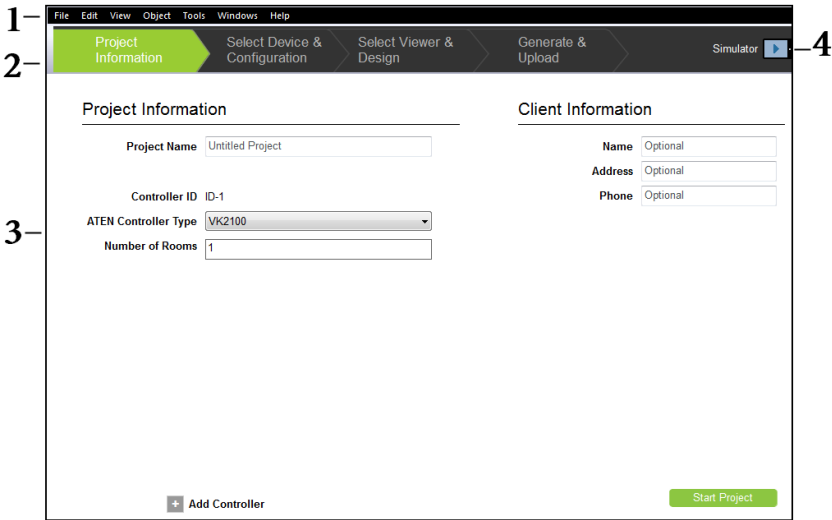 1
File Edit View Object Tools Windows Help
2
Project Information
Select Device & Configuration
Select Viewer & Design
Generate & Upload
Simulator
4
Project Information
Project Name Untitled Project
Controller ID ID-1
3
ATEN Controller Type VK2100
Number of Rooms 1
Client Information
Name Optional
Address Optional
Phone Optional
+ Add Controller
Start Project